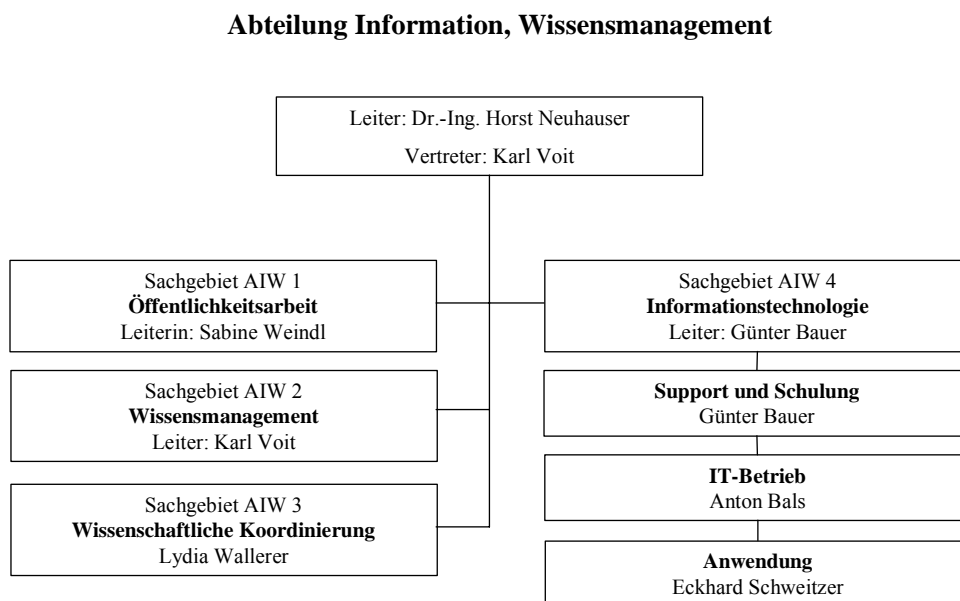 Abteilung Information, Wissensmanagement
Leiter: Dr.-Ing. Horst Neuhauser
Vertreter: Karl Voit
Sachgebiet AIW 1
Öffentlichkeitsarbeit
Leiterin: Sabine Weindl
Sachgebiet AIW 2
Wissensmanagement
Leiter: Karl Voit
Sachgebiet AIW 3
Wissenschaftliche Koordinierung
Lydia Wallerer
Sachgebiet AIW 4
Informationstechnologie
Leiter: Günter Bauer
Support und Schulung
Günter Bauer
IT-Betrieb
Anton Bals
Anwendung
Eckhard Schweitzer